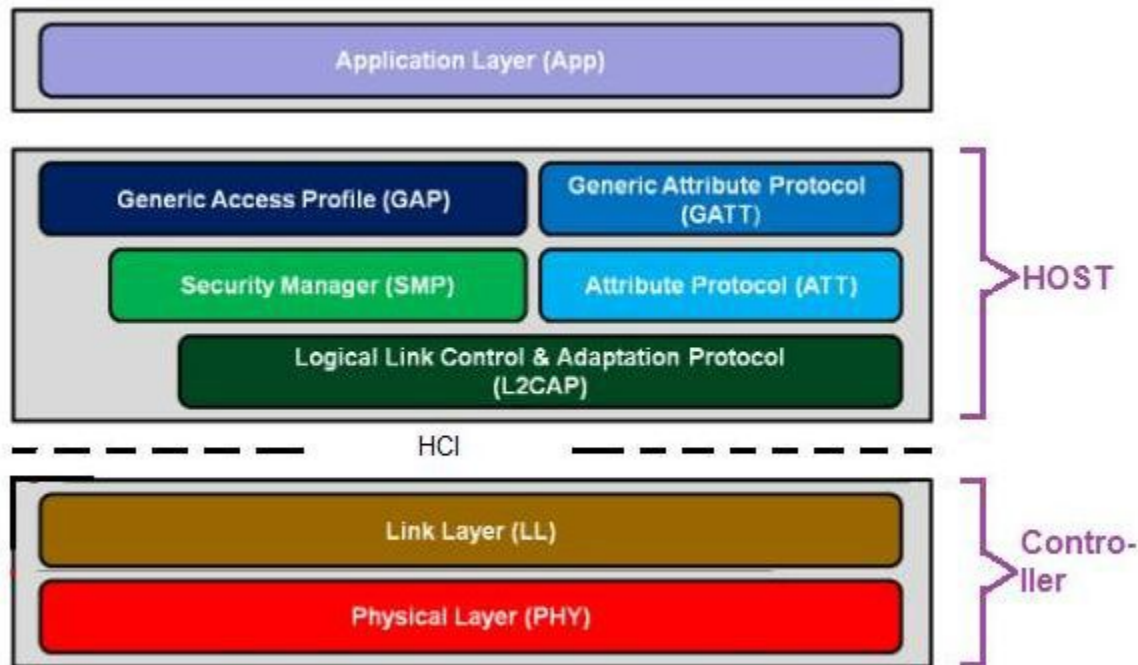 Application Layer (App)
Generic Access Profile (GAP)
Generic Attribute Protocol
(GATT)
Security Manager (SMP)
Attribute Protocol (ATT)
Logical Link Control & Adaptation Protocol
(L2CAP)
HOST
HCI
Link Layer (LL)
Physical Layer (PHY)
Contro-
ller